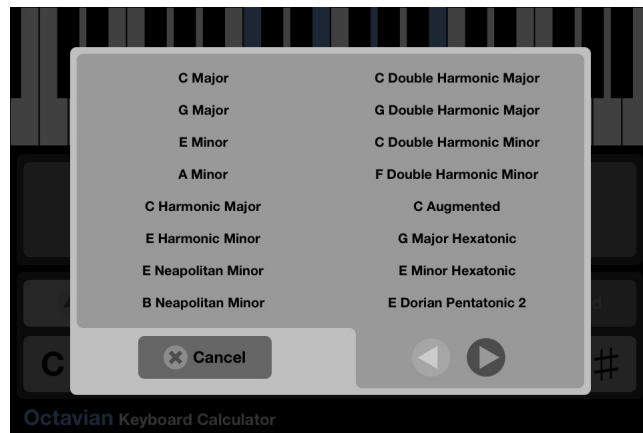 C Major
G Major
E Minor
A Minor
C Harmonic Major
E Harmonic Minor
E Neapolitan Minor
B Neapolitan Minor
C Double Harmonic Major
G Double Harmonic Major
C Double Harmonic Minor
F Double Harmonic Minor
C Augmented
G Major Hexatonic
E Minor Hexatonic
E Dorian Pentatonic 2
Cancel
C
#
Octavian Keyboard Calculator